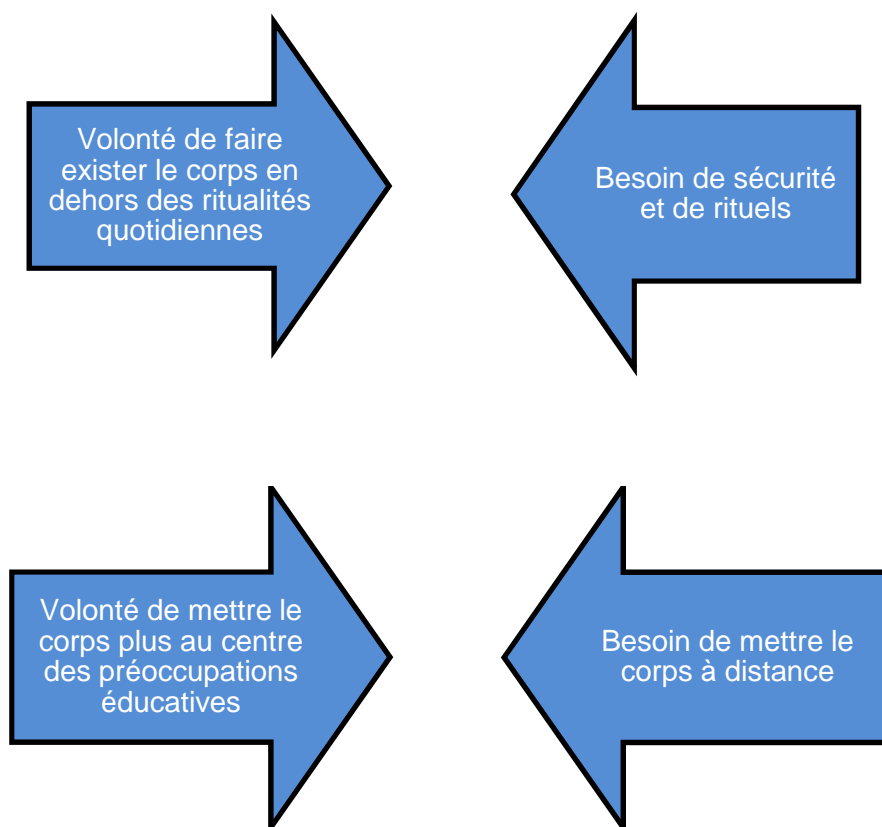 Volonté de faire
exister le corps en
dehors des ritualités
quotidiennes
Besoin de sécurité
et de rituels
Volonté de mettre le
corps plus au centre
des préoccupations
éducatives
Besoin de mettre le
corps à distance